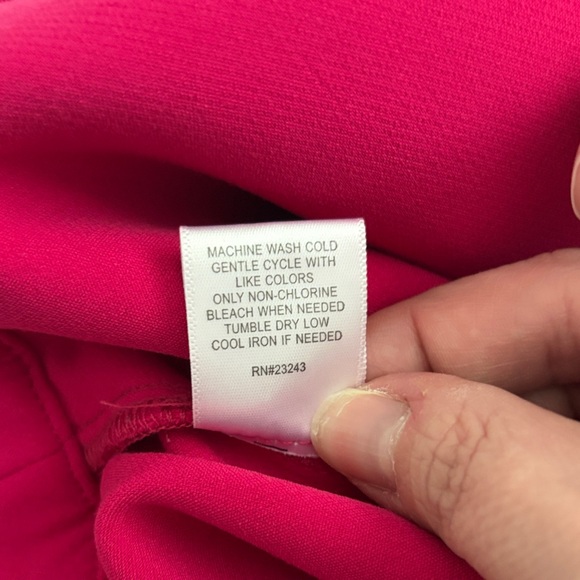 MACHINE WASH COLD
GENTLE CYCLE WITH
LIKE COLORS
ONLY NON-CHLORINE
BLEACH WHEN NEEDED
TUMBLE DRY LOW
COOL IRON IF NEEDED
RN#23243